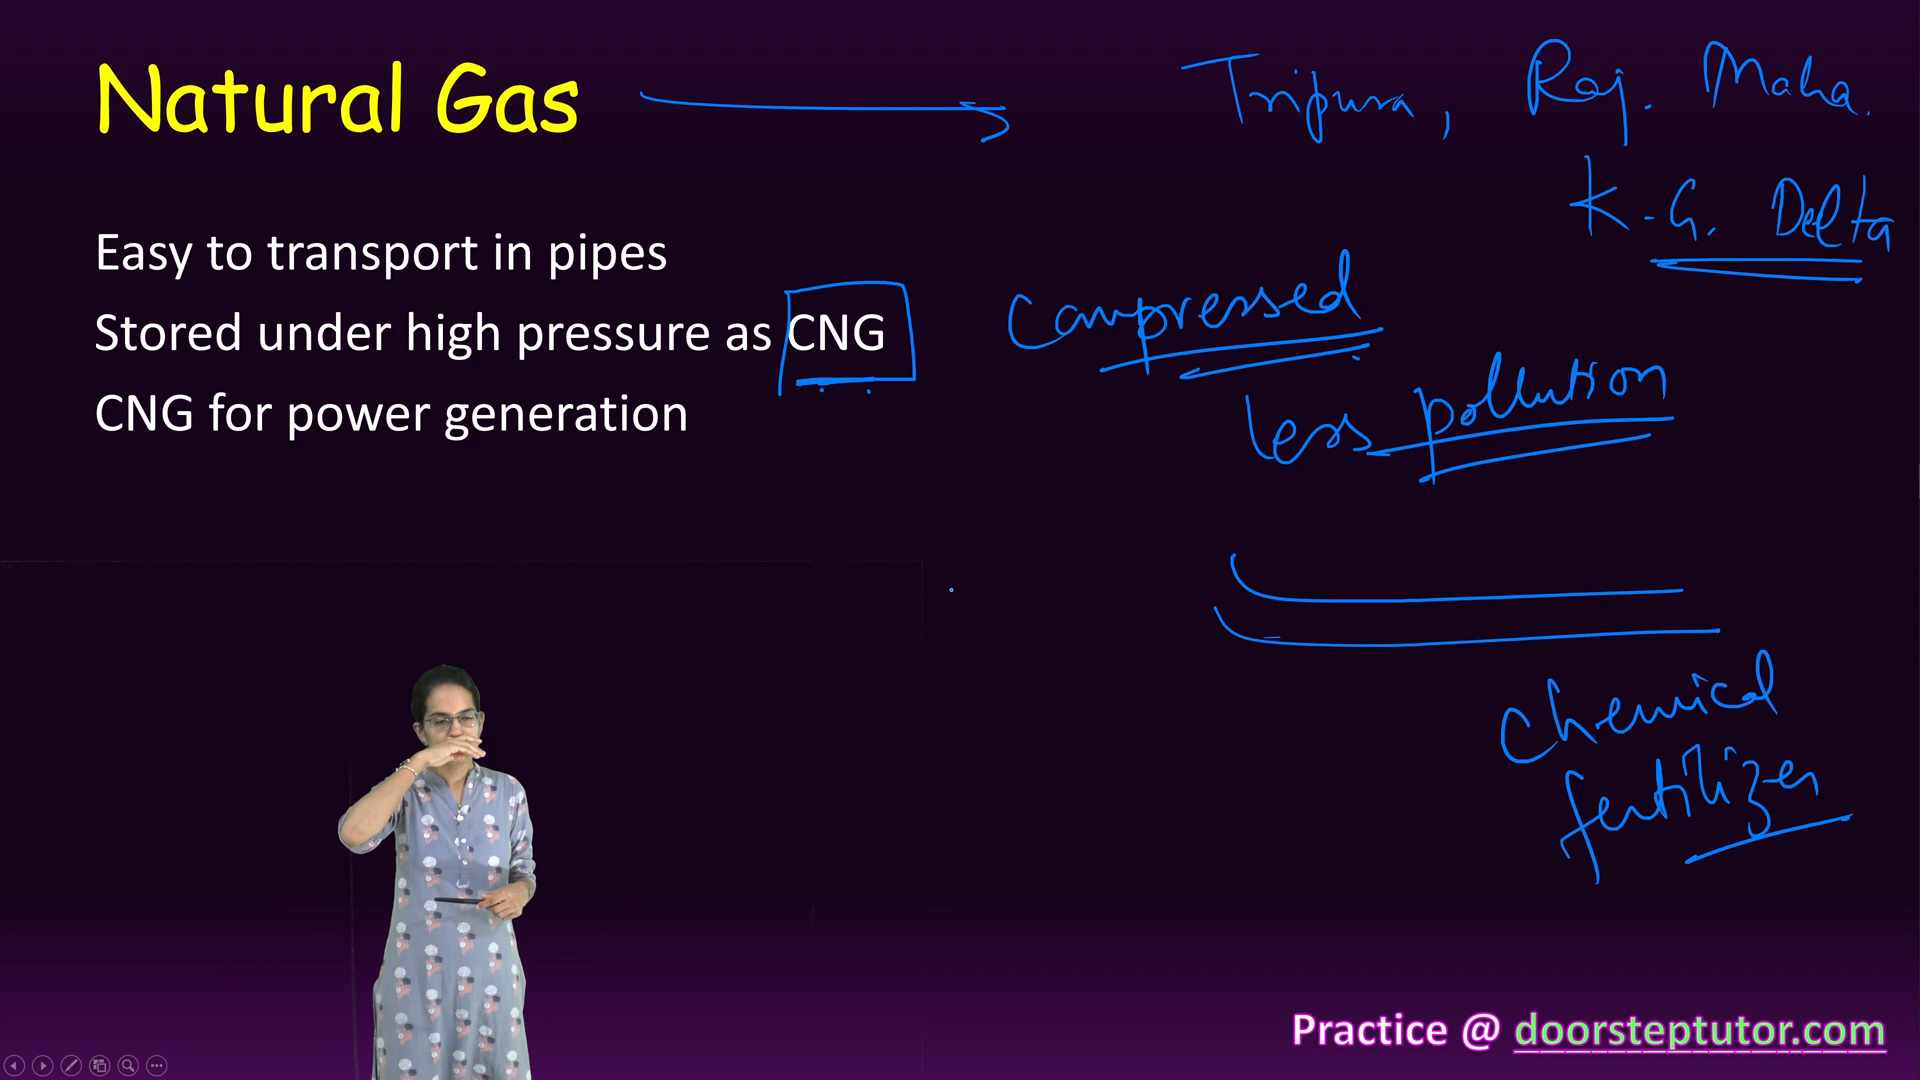 Natural Gas
Tripura, Raj. Maha.
K.G. Delta
Easy to transport in pipes
Stored under high pressure as CNG
Compressed
CNG for power generation
less pollution
Chemical
fertilizer
Practice @ doorsteptutor.com